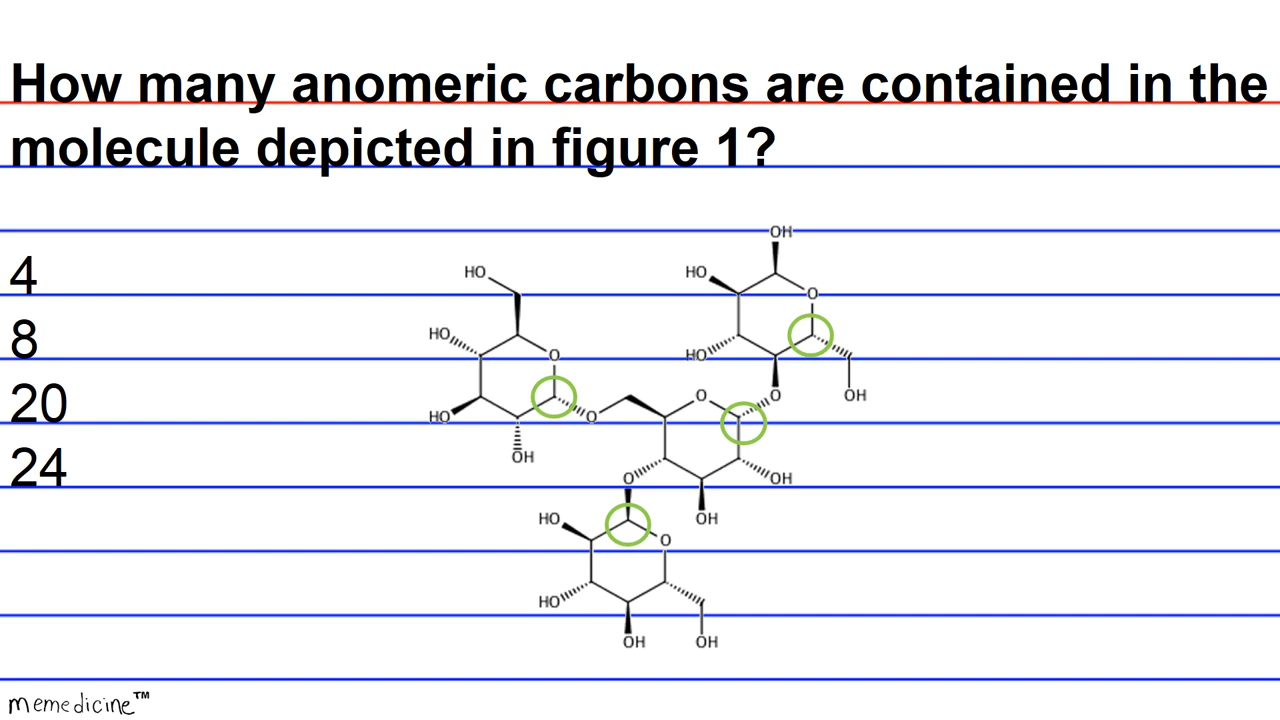 How many anomeric carbons are contained in the
molecule depicted in figure 1?
4
8
20
24
OH
HO
HO
O
HO
O
HO
OH
O
O
HO
O
OH
O
OH
OH
HO
O
HO
OH
OH
memedicine™